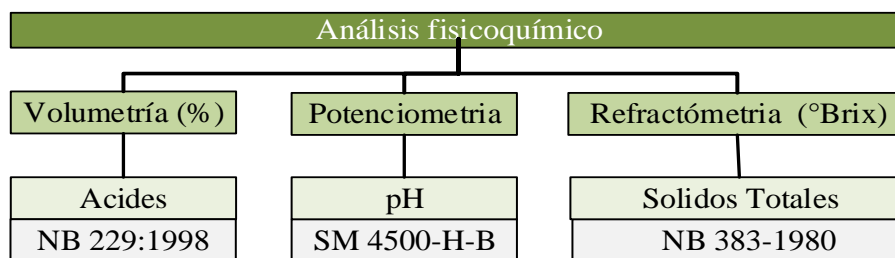 Análisis fisicoquímico
Volumetría (%)
Potenciometria
Refractómetria (°Brix)
Acides
pH
Solidos Totales
NB 229:1998
SM 4500-H-B
NB 383-1980